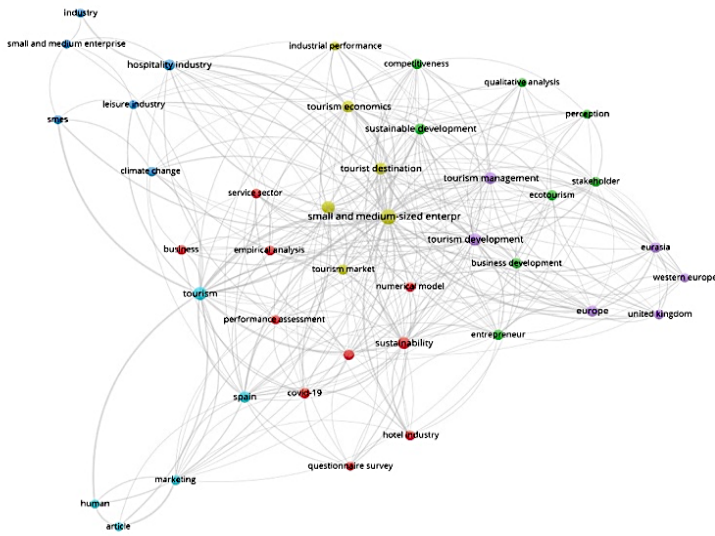 industry
small and medium enterprise
industrial performance
hospitality industry
competitiveness
qualitative analysis
leisure industry
tourism economics
perception
smes
sustainable development
climate change
tourist destination
tourism management
stakeholder
service sector
ecotourism
small and medium-sized enterpr
business
empirical analysis
tourism development
eurasia
tourism market
business development
western europe
tourism
numerical model
performance assessment
europe
united kingdom
sustainability
entrepreneur
spain
covid-19
hotel industry
questionnaire survey
marketing
human
article